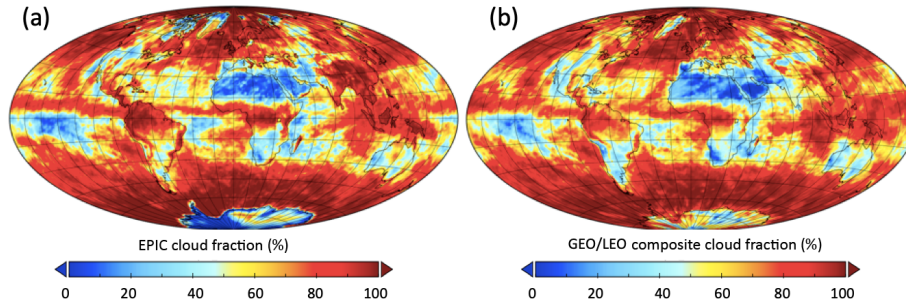 (a)
(b)
EPIC cloud fraction (%)
GEO/LEO composite cloud fraction (%)
0 20 40 60 80 100
0 20 40 60 80 100